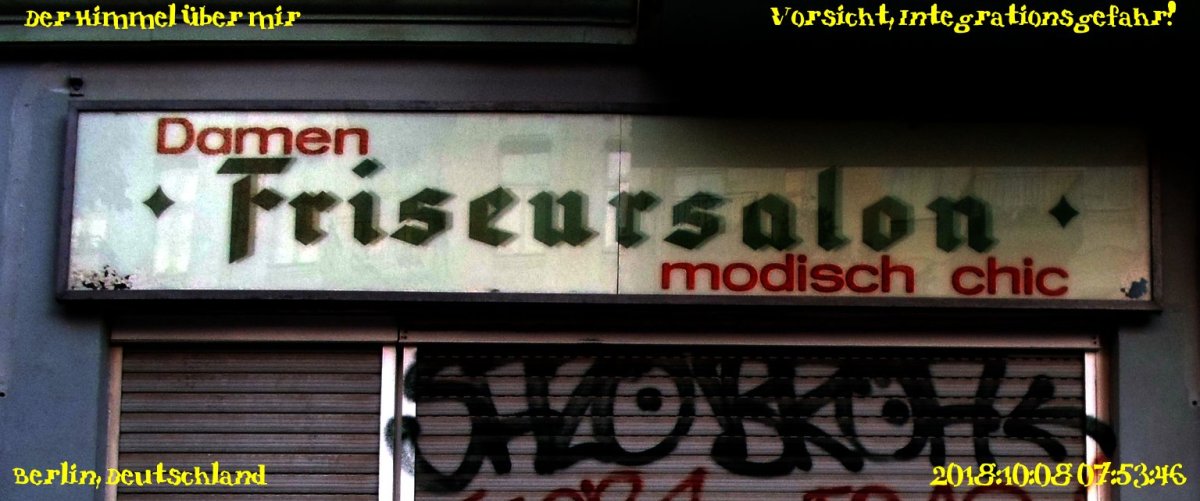 Der Himmel über mir
Vorsicht, Integrationsgefahr!
Damen
Friseursalon
modisch chic
Berlin, Deutschland
2018:10:08 07:53:46